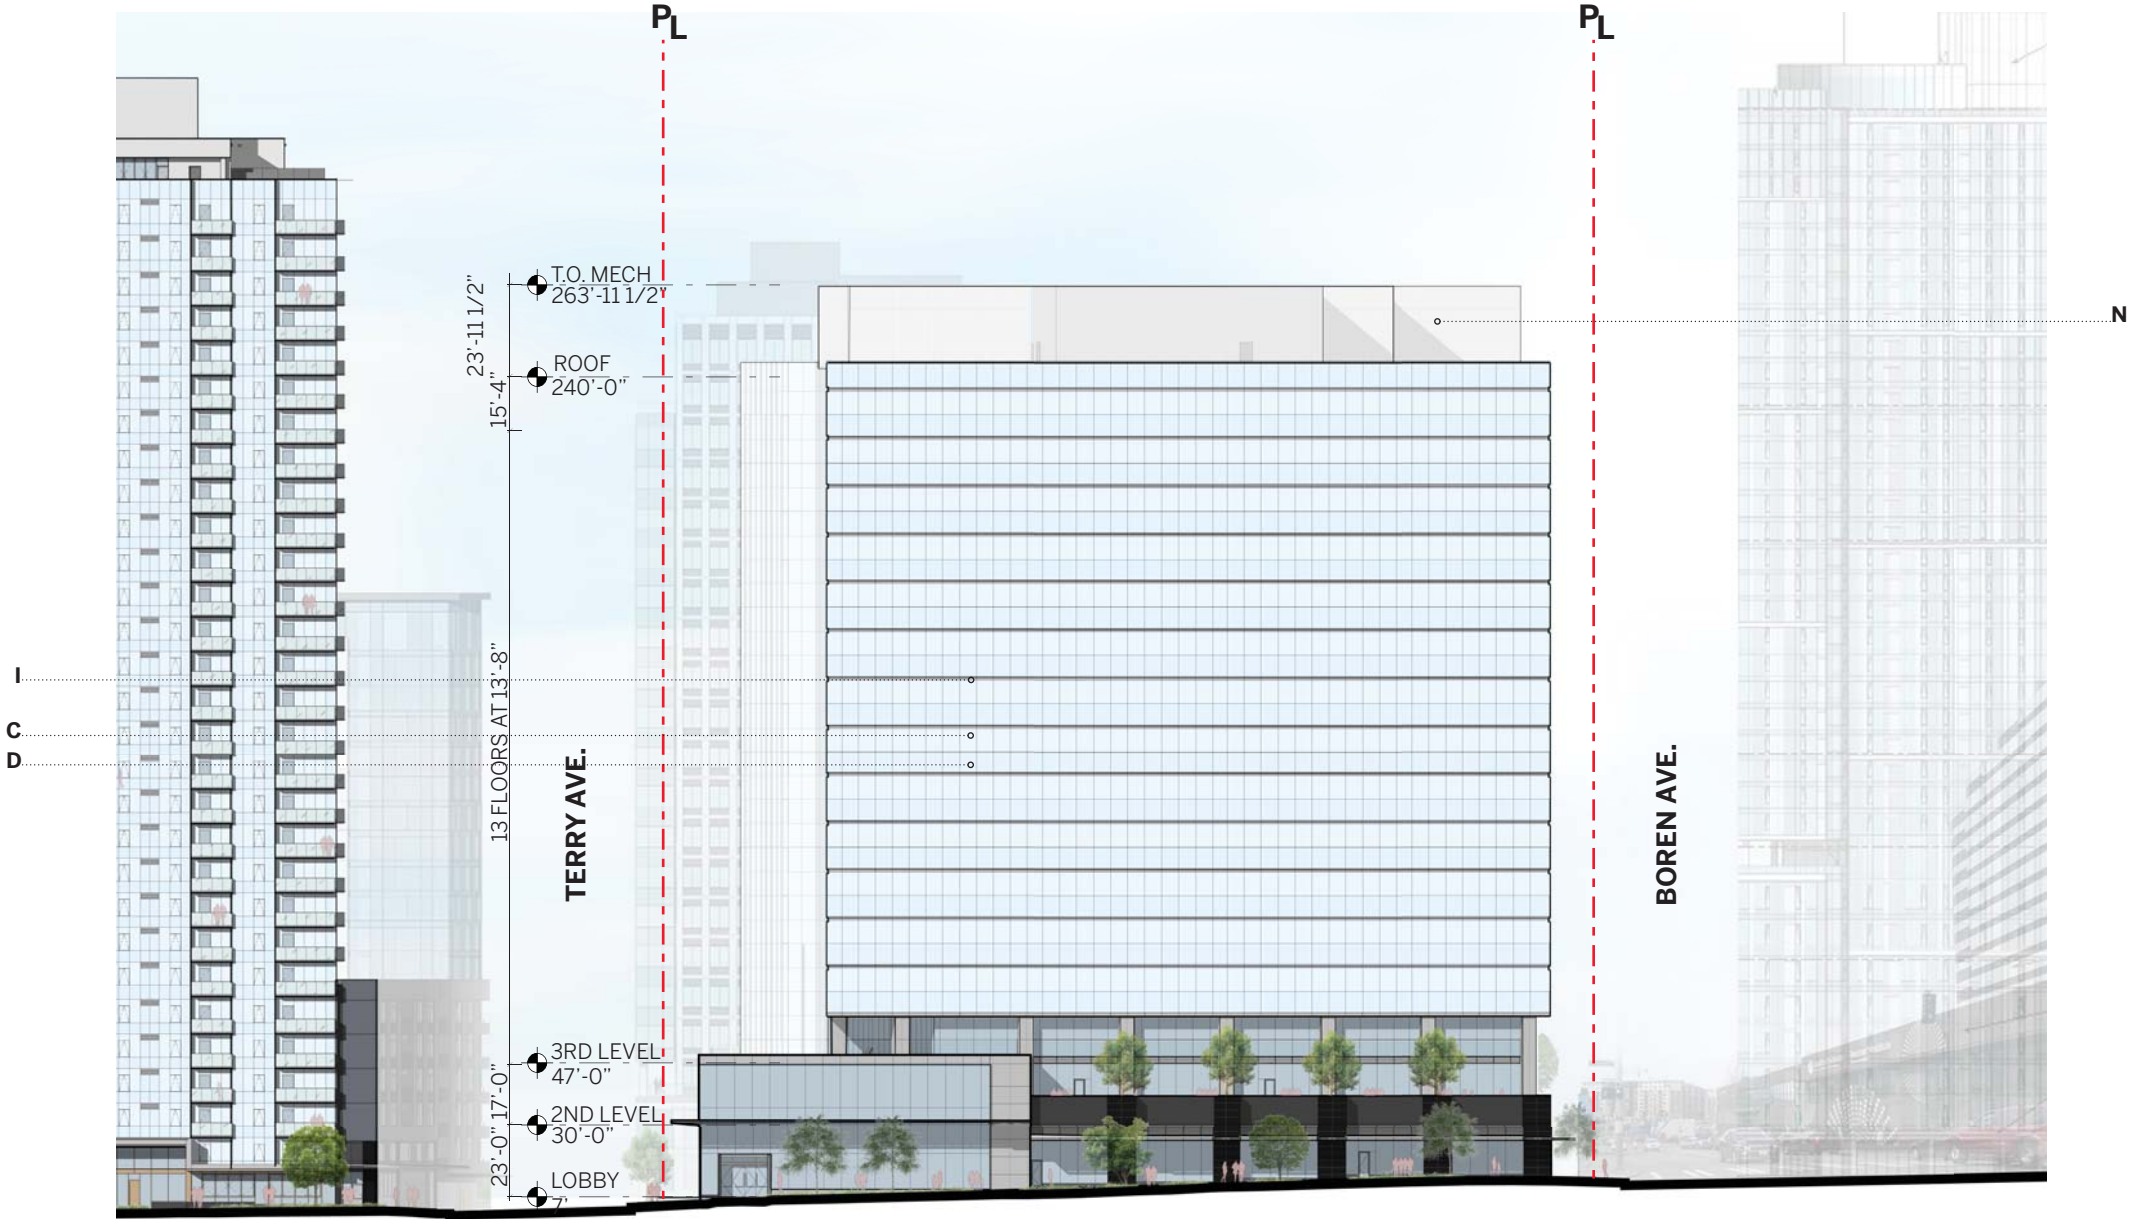 PL
PL
T.O. MECH
263'-11 1/2"
23'-11 1/2"
N
ROOF
240'-0"
15'-4"
I
C
D
13 FLOORS AT 13'-8"
TERRY AVE.
BOREN AVE.
3RD LEVEL
47'-0"
17'-0"
2ND LEVEL
30'-0"
23'-0"
LOBBY
7'